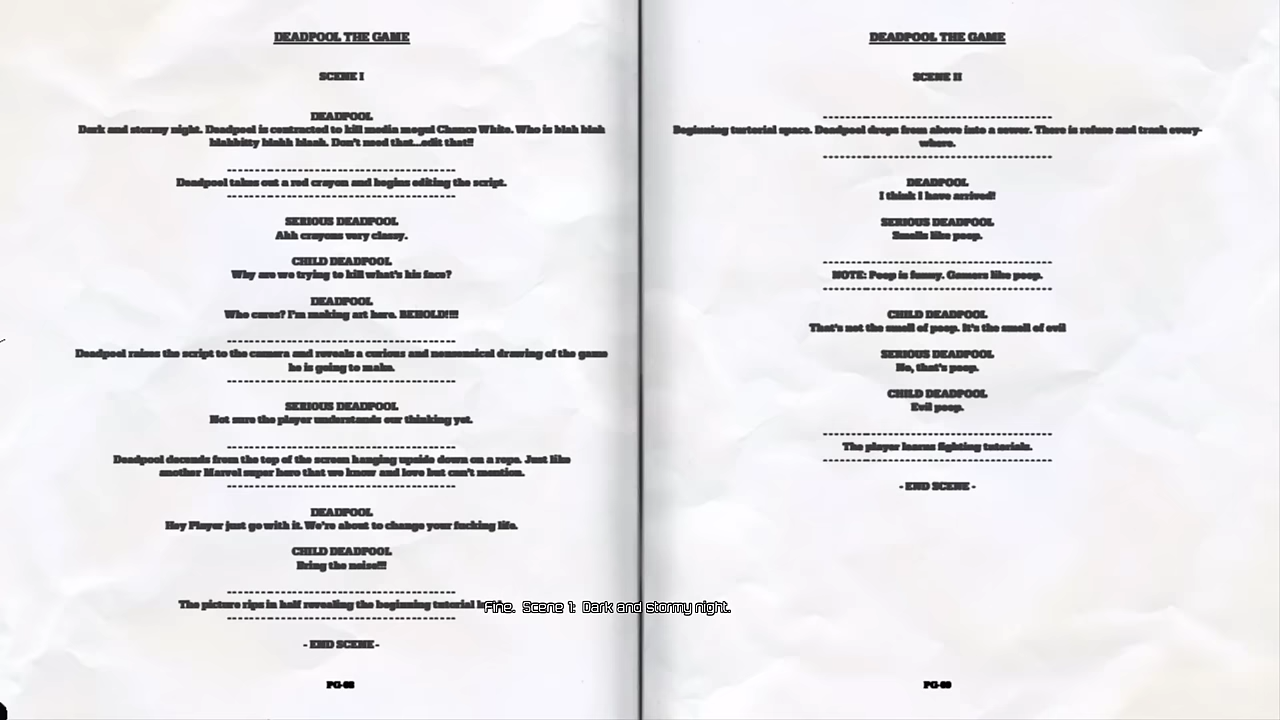 DEADPOOL THE GAME
SCENE I
DEADPOOL
Dark and stormy night. Deadpool is contracted to kill media mogul Chance White. Who is blah blah
blabbitty blahh blaah. Don't need that...edit that!!
Deadpool takes out a red crayon and begins editing the script.
SERIOUS DEADPOOL
Ahh crayons very classy.
CHILD DEADPOOL
Why are we trying to kill what's his face?
DEADPOOL
Who cares? I'm making art here. BEHOLD!!!!
Deadpool raises the script to the camera and reveals a curious and nonsensical drawing of the game
he is going to make.
SERIOUS DEADPOOL
Not sure the player understands our thinking yet.
Deadpool decends from the top of the screen hanging upside down on a rope. Just like
another Marvel super hero that we know and love but can't mention.
DEADPOOL
Hey Player just go with it. We're about to change your fucking life.
CHILD DEADPOOL
Bring the noise!!!
The picture rips in half revealing the beginning tutorial
- END SCENE -
PG-02
DEADPOOL THE GAME
SCENE II
Beginning turtorial space. Deadpool drops from above into a sewer. There is refuse and trash every-
where.
DEADPOOL
I think I have arrived!
SERIOUS DEADPOOL
Smells like poop.
NOTE: Poop is funny. Gamers like poop.
CHILD DEADPOOL
That's not the smell of poop. It's the smell of evil
SERIOUS DEADPOOL
No, that's poop.
CHILD DEADPOOL
Evil poop.
The player learns fighting tutorials.
- END SCENE -
PG-09
Fine. Scene 1: Dark and stormy night.